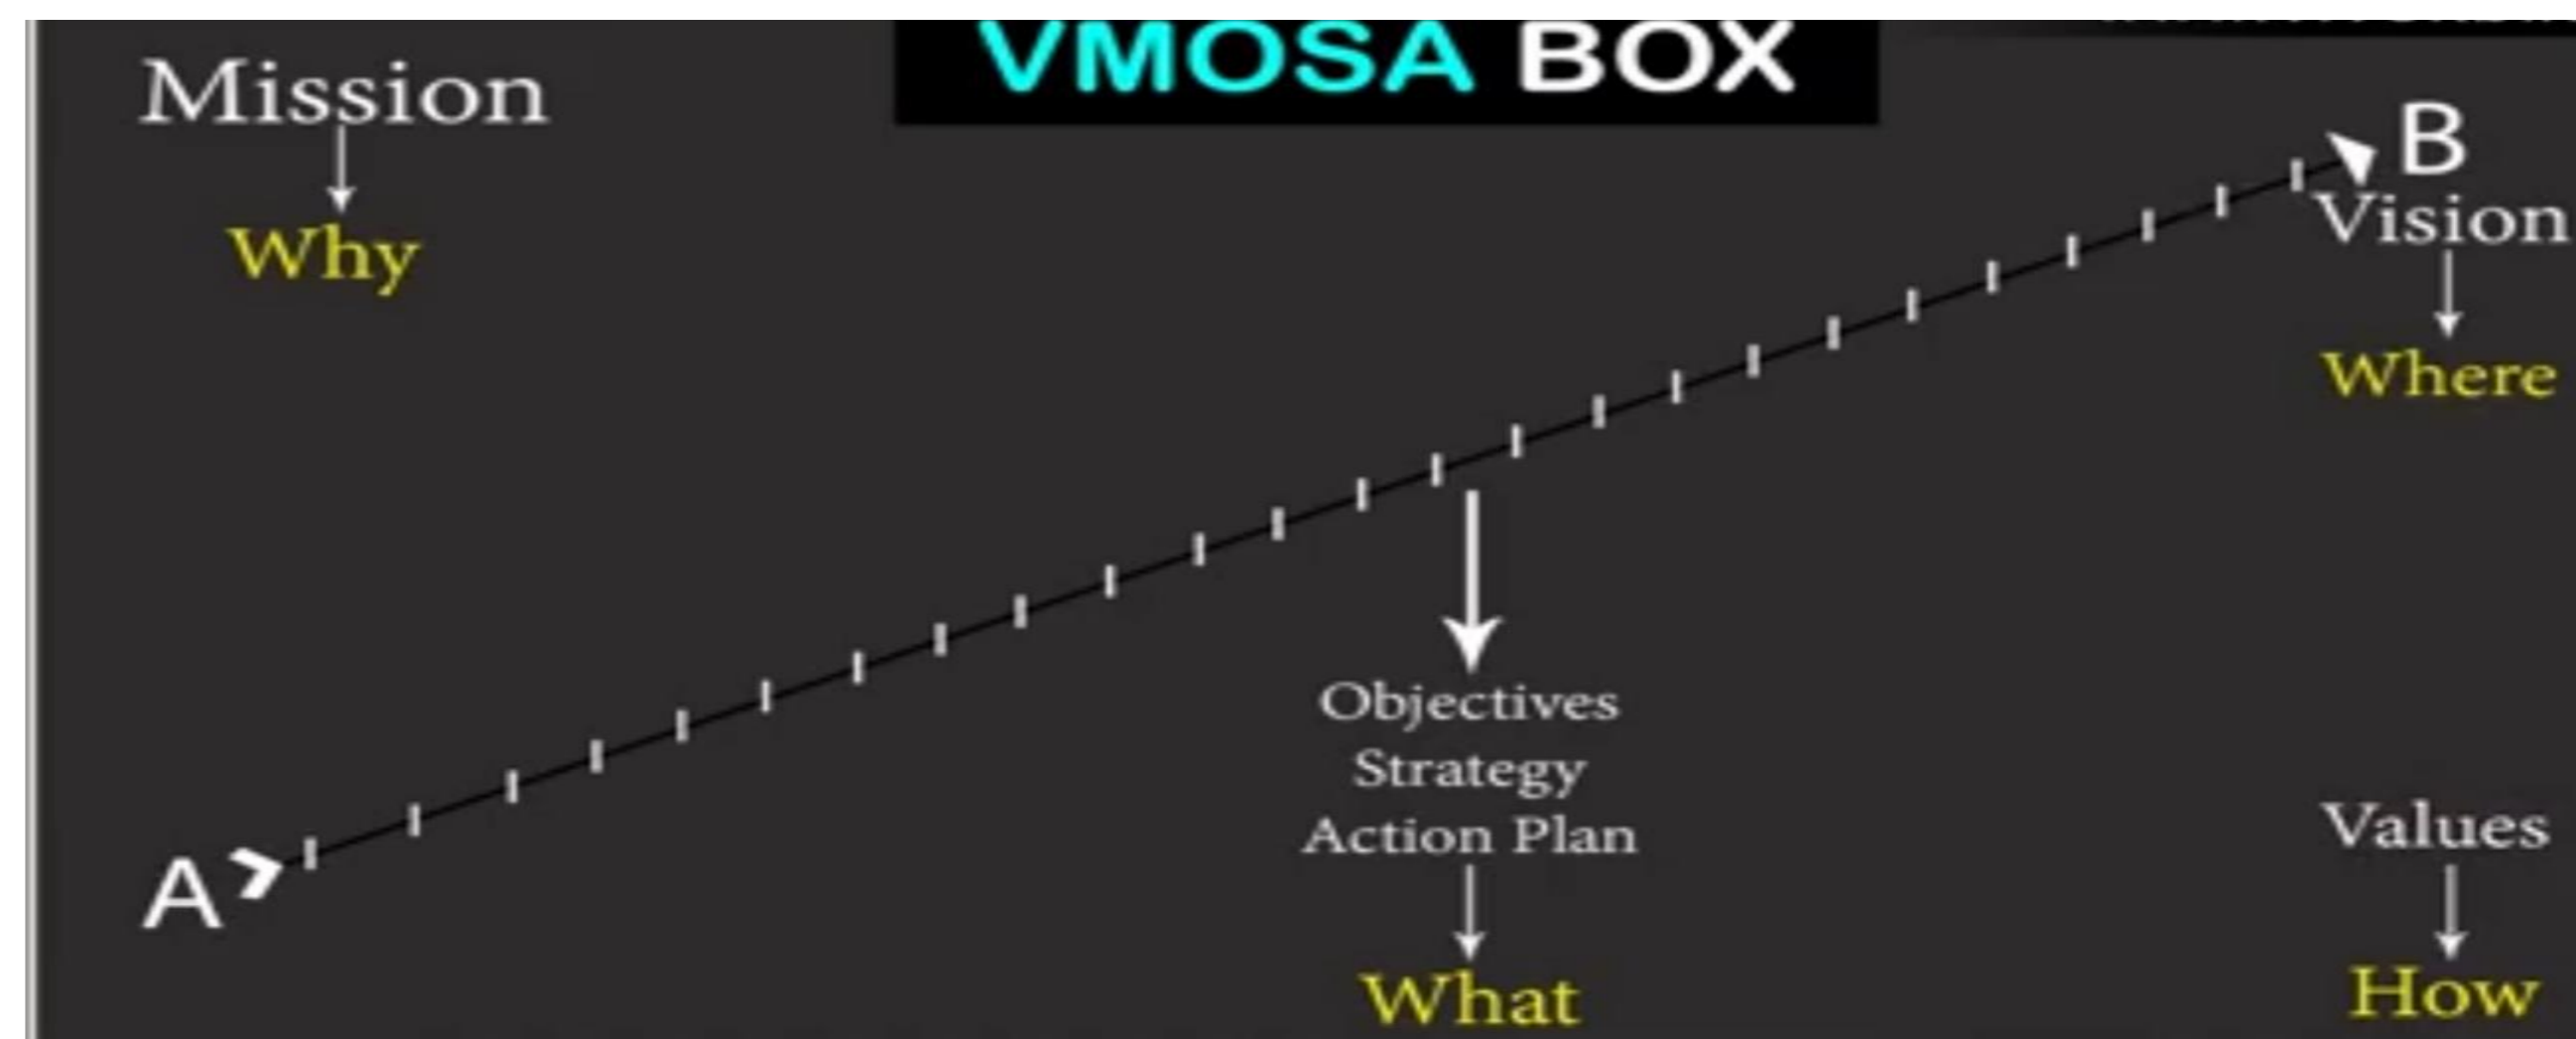 VMOSA BOX
Mission
Why
B
Vision
Where
A
Objectives
Strategy
Action Plan
What
Values
How